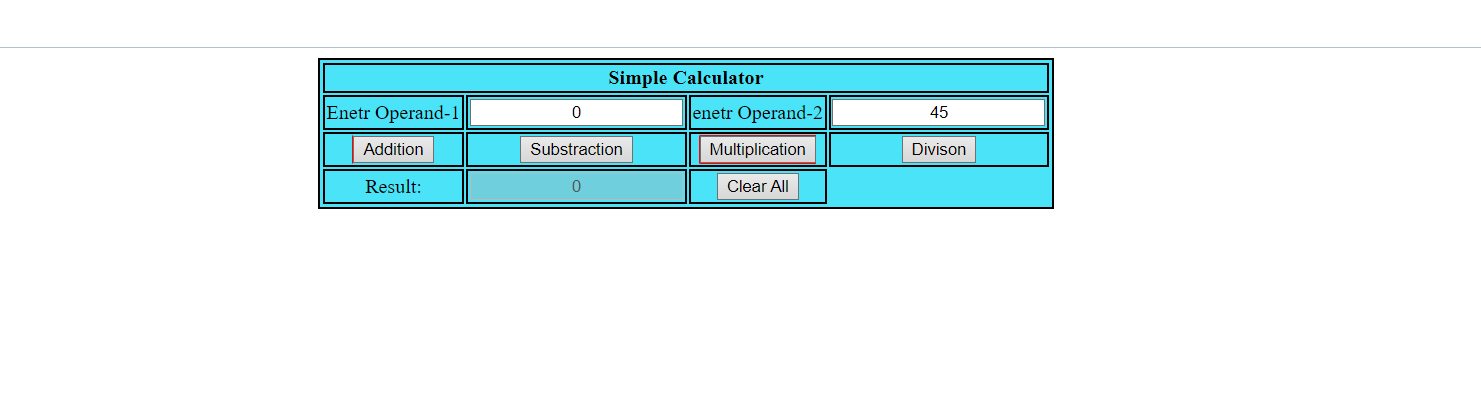 Simple Calculator
Enetr Operand-1 0 enetr Operand-2 45
Addition Substraction Multiplication Divison
Result: 0 Clear All